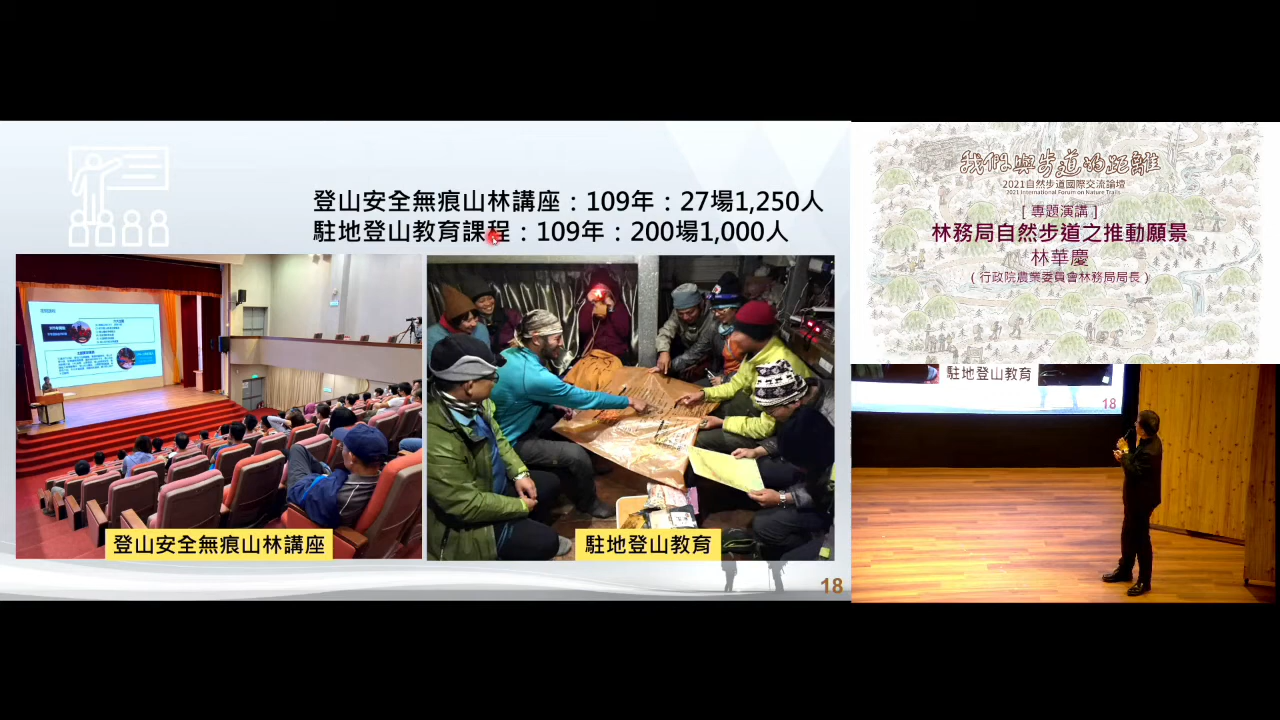 登山安全無痕山林講座：109年：27場1,250人
駐地登山教育課程：109年：200場1,000人
登山安全無痕山林講座
駐地登山教育
18
我們與步道的距離
2021自然步道國際交流論壇
2021 International Forum on Nature Trails
[ 專題演講 ]
林務局自然步道之推動願景
林華慶
( 行政院農業委員會林務局局長 )
駐地登山教育
18